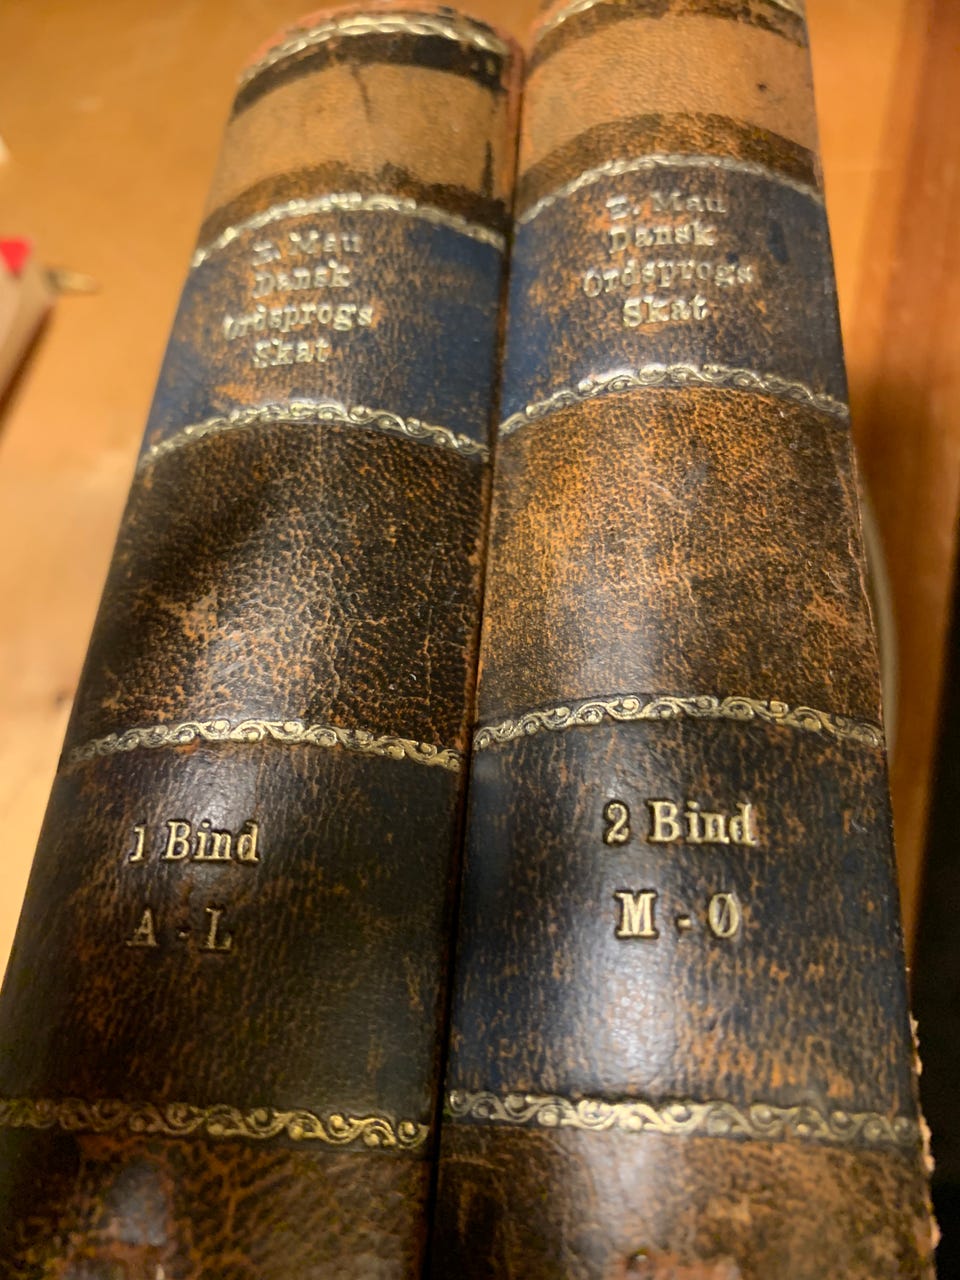 E. Mau
Dansk
Ordsprogs
Skat
1 Bind
A - L
E. Mau
Dansk
Ordsprogs
Skat
2 Bind
M - Ø